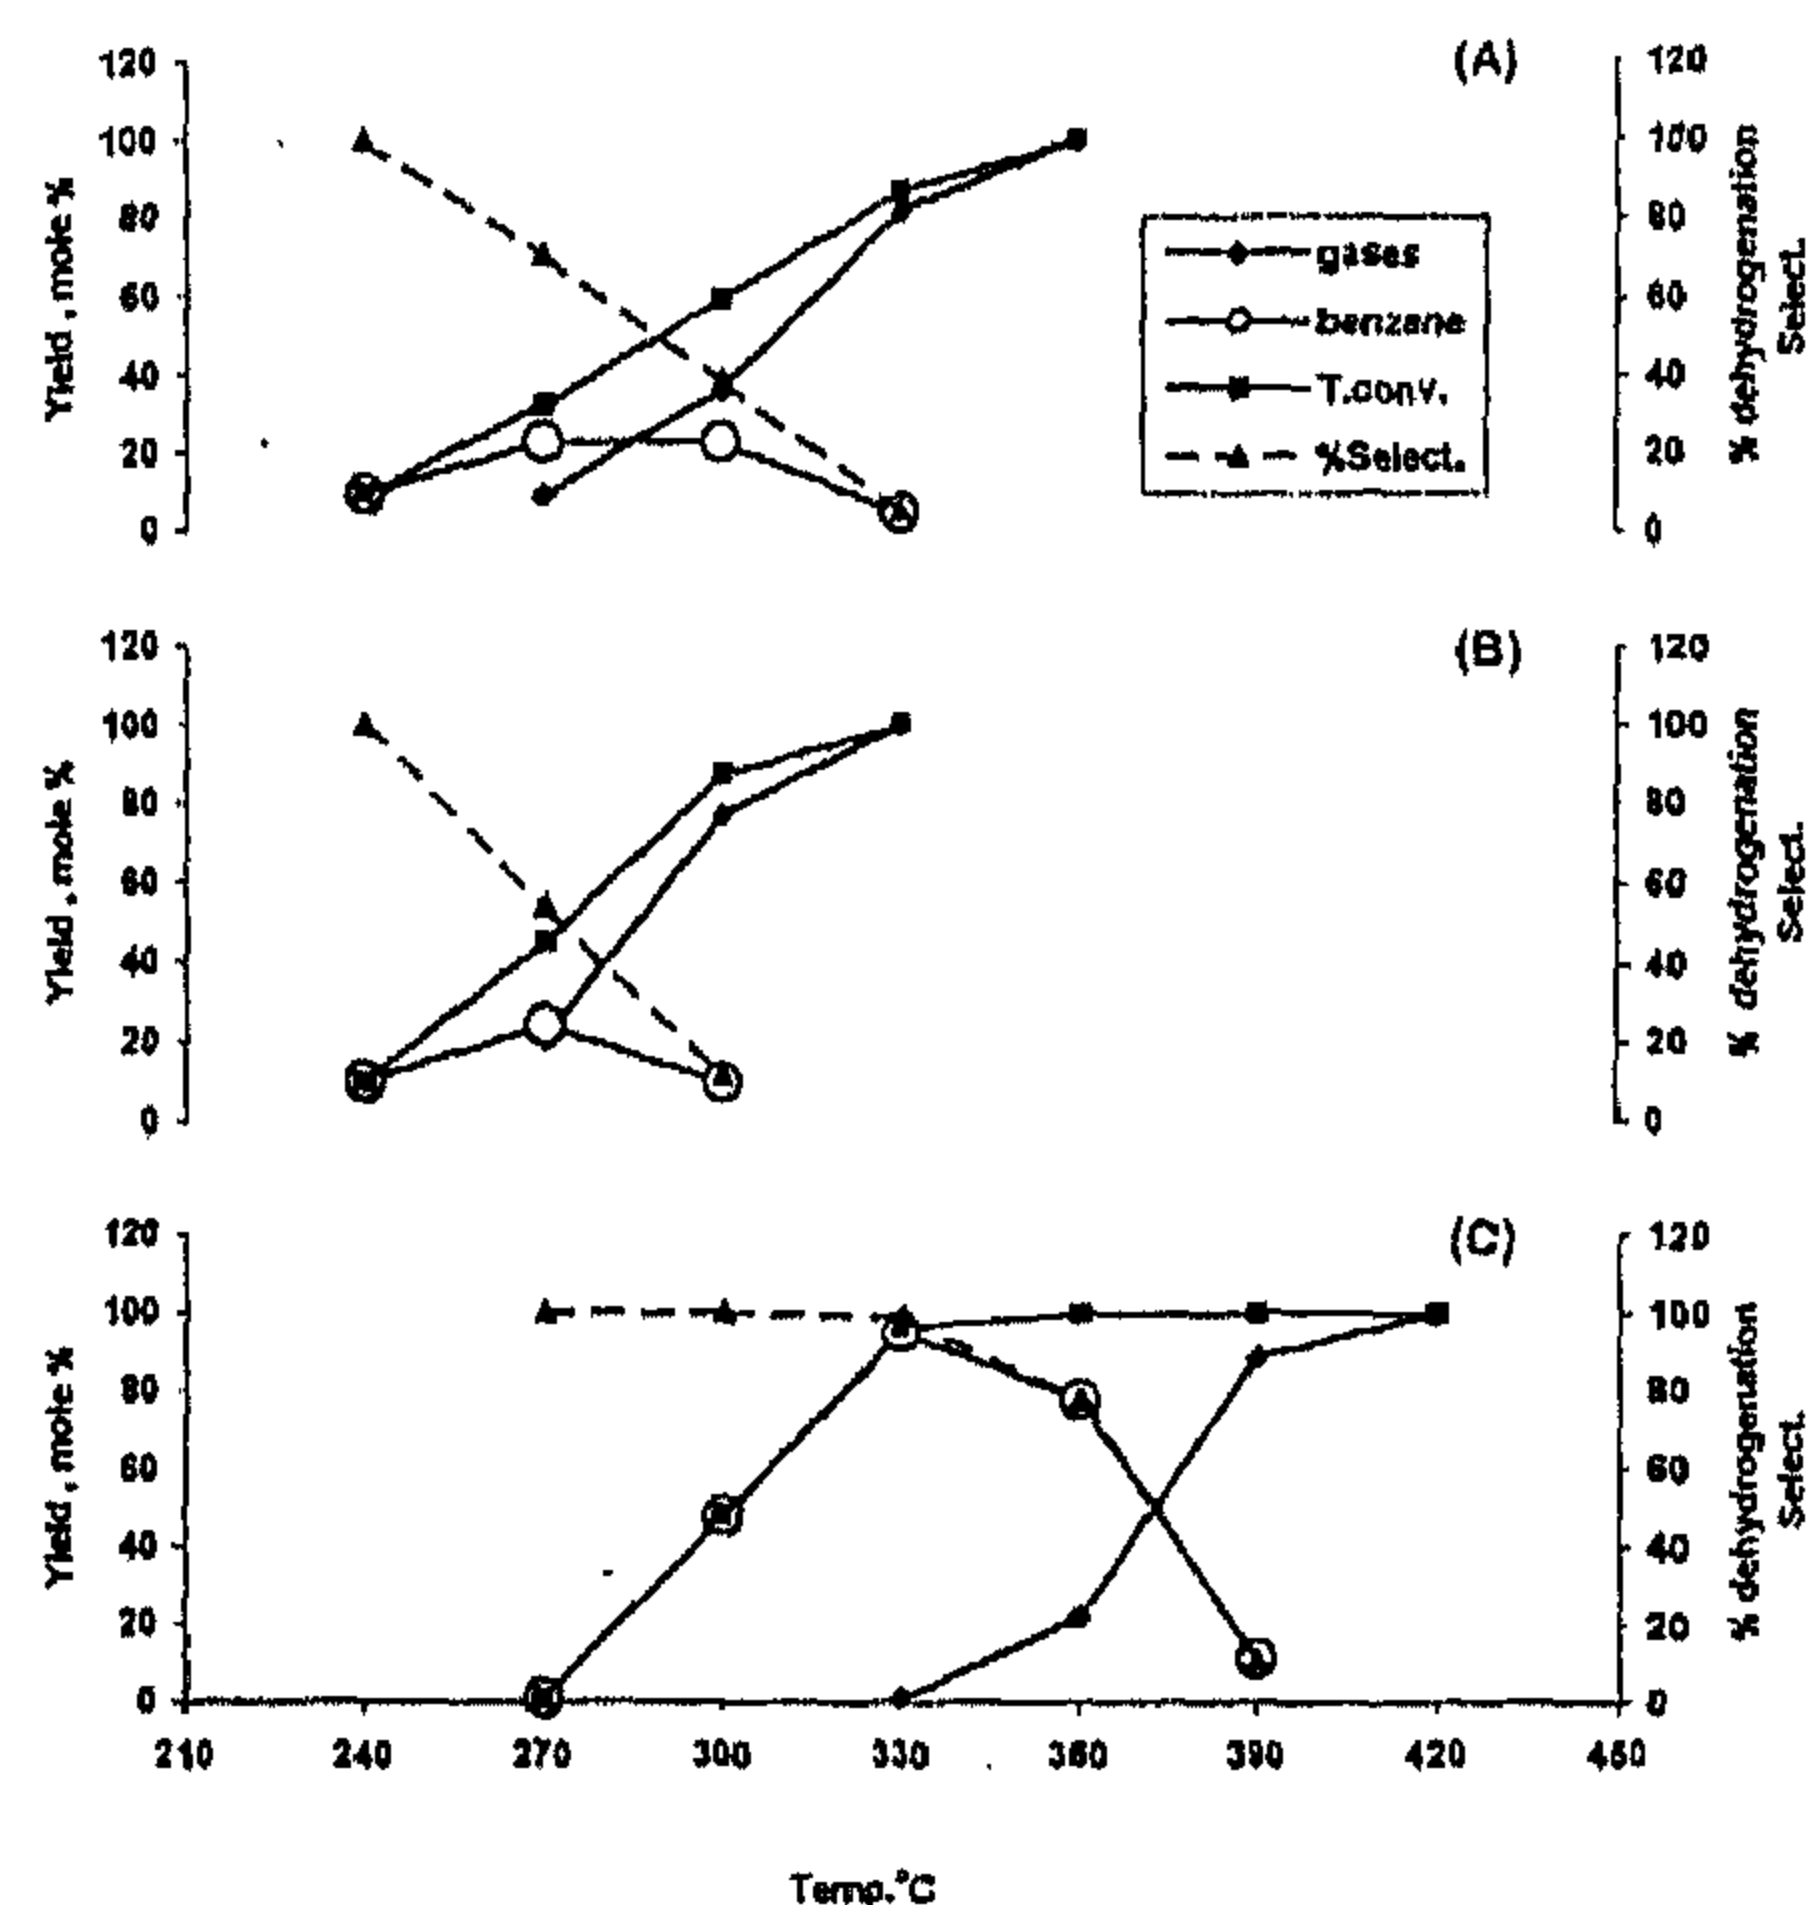 (A)
120
100
80
60
40
20
0
Yield, mole %
120
100
80
60
40
20
0
% dehydrogenation
Select.
gases
benzene
T.conv.
%Select.
(B)
120
100
80
60
40
20
0
Yield, mole %
120
100
80
60
40
20
0
% dehydrogenation
Select.
(C)
120
100
80
60
40
20
0
Yield, mole %
120
100
80
60
40
20
0
% dehydrogenation
Select.
210 240 270 300 330 360 390 420 450
Temp.°C